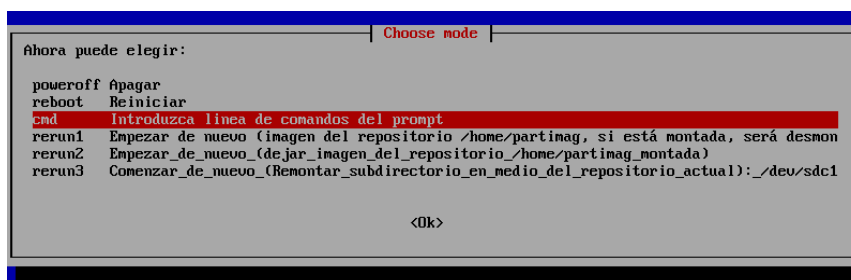 Choose mode
Ahora puede elegir:
poweroff Apagar
reboot Reiniciar
cmd Introduzca linea de comandos del prompt
rerun1 Empezar de nuevo (imagen del repositorio /home/partimag, si está montada, será desmon
rerun2 Empezar_de_nuevo_(dejar_imagen_del_repositorio_/home/partimag_montada)
rerun3 Comenzar_de_nuevo_(Remontar_subdirectorio_en_medio_del_repositorio_actual):_/dev/sdc1
<Ok>